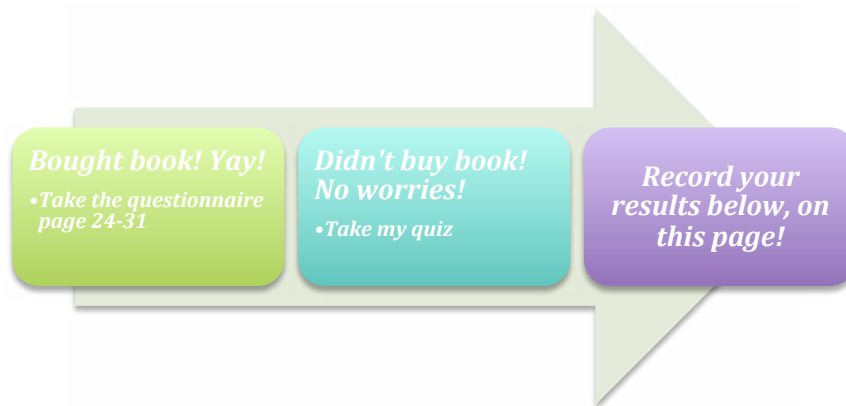 Bought book! Yay!
•Take the questionnaire
page 24-31
Didn't buy book!
No worries!
•Take my quiz
Record your
results below, on
this page!